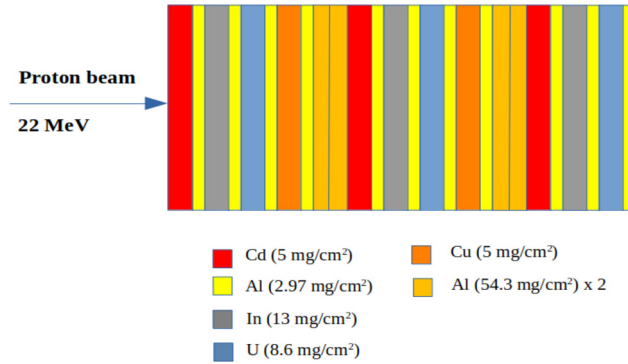 Proton beam
22 MeV
Cd (5 mg/cm²)
Al (2.97 mg/cm²)
In (13 mg/cm²)
U (8.6 mg/cm²)
Cu (5 mg/cm²)
Al (54.3 mg/cm²) x 2